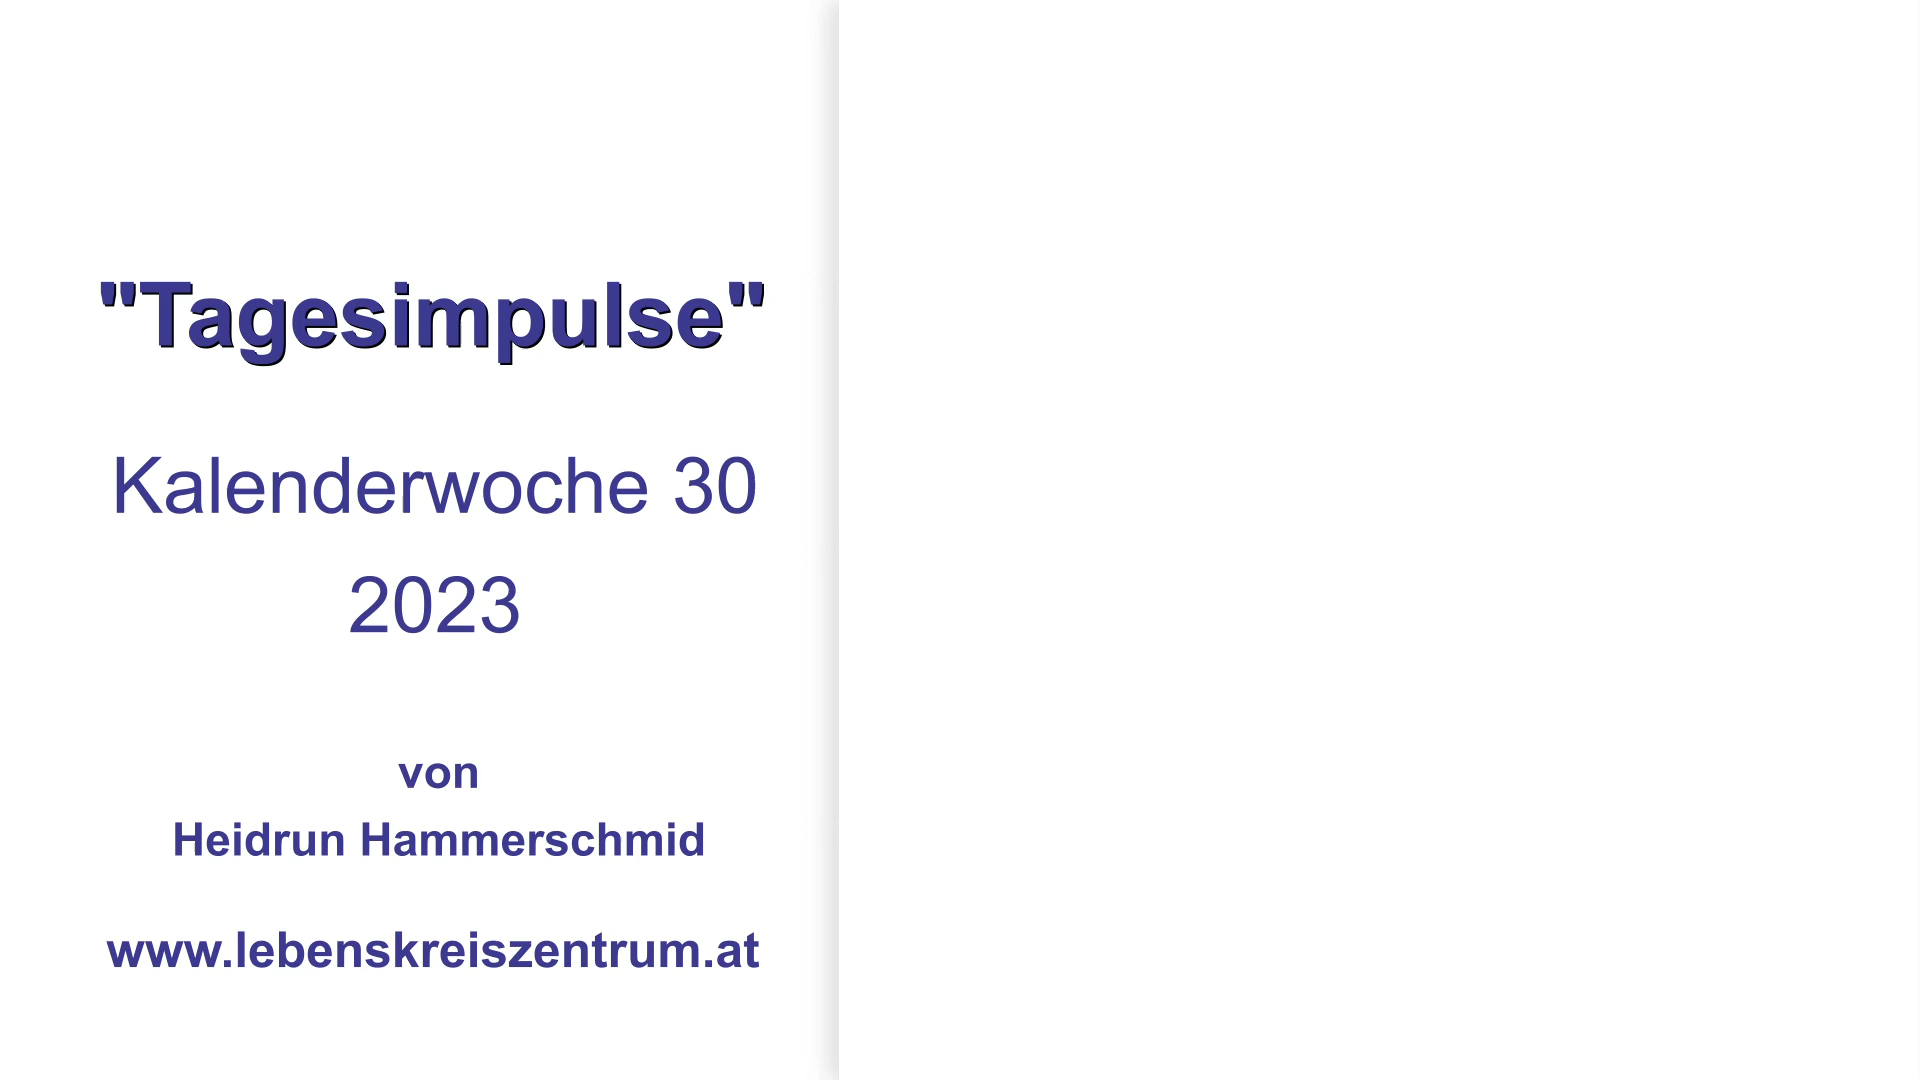 "Tagesimpulse"
Kalenderwoche 30
2023
von
Heidrun Hammerschmid
www.lebenskreiszentrum.at